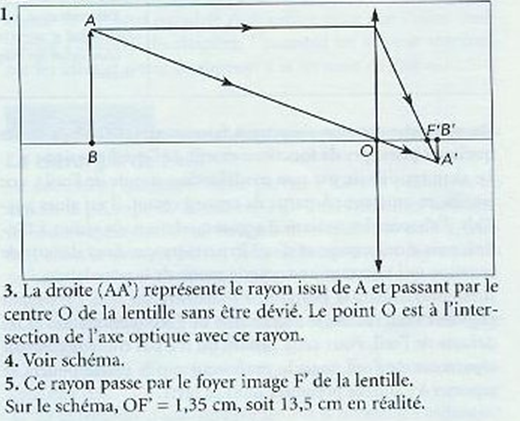 1.
A
B
O
F'B'
A'
3. La droite (AA') représente le rayon issu de A et passant par le
centre O de la lentille sans être dévié. Le point O est à l'inter-
section de l'axe optique avec ce rayon.
4. Voir schéma.
5. Ce rayon passe par le foyer image F' de la lentille.
Sur le schéma, OF' = 1,35 cm, soit 13,5 cm en réalité.